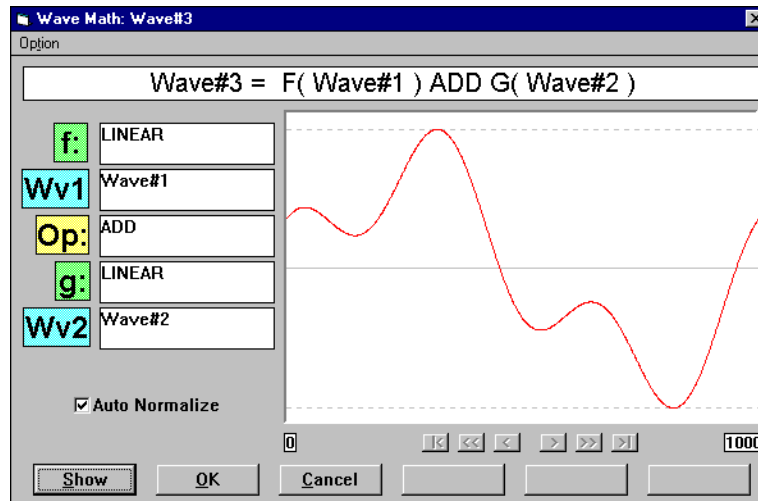 Wave Math: Wave#3
Option
Wave#3 = F( Wave#1 ) ADD G( Wave#2 )
f: LINEAR
Wv1 Wave#1
Op: ADD
g: LINEAR
Wv2 Wave#2
Auto Normalize
0 |< << < > >> >| 1000
Show OK Cancel